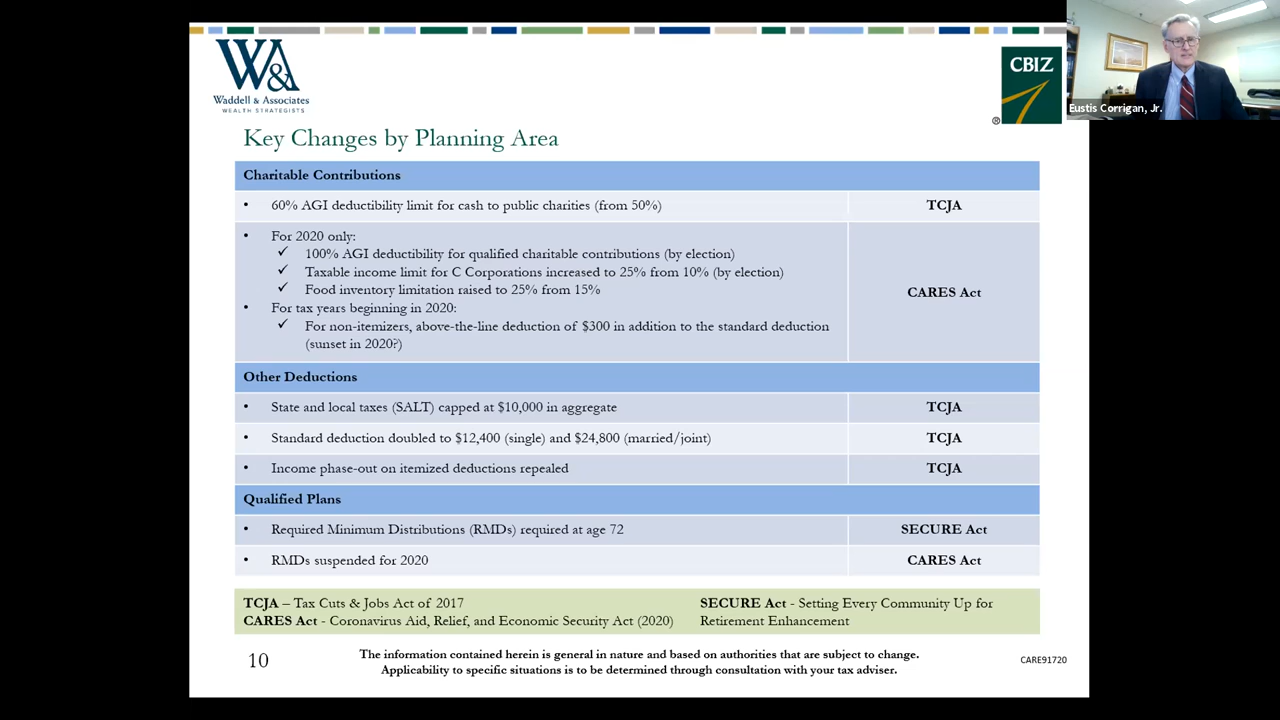 W&
Waddell & Associates
WEALTH STRATEGISTS
CBIZ
®
Eustis Corrigan, Jr.
Key Changes by Planning Area
Charitable Contributions
• 60% AGI deductibility limit for cash to public charities (from 50%)
TCJA
• For 2020 only:
✓ 100% AGI deductibility for qualified charitable contributions (by election)
✓ Taxable income limit for C Corporations increased to 25% from 10% (by election)
✓ Food inventory limitation raised to 25% from 15%
• For tax years beginning in 2020:
✓ For non-itemizers, above-the-line deduction of $300 in addition to the standard deduction
(sunset in 2020?)
CARES Act
Other Deductions
• State and local taxes (SALT) capped at $10,000 in aggregate
TCJA
• Standard deduction doubled to $12,400 (single) and $24,800 (married/joint)
TCJA
• Income phase-out on itemized deductions repealed
TCJA
Qualified Plans
• Required Minimum Distributions (RMDs) required at age 72
SECURE Act
• RMDs suspended for 2020
CARES Act
TCJA – Tax Cuts & Jobs Act of 2017
CARES Act - Coronavirus Aid, Relief, and Economic Security Act (2020)
SECURE Act - Setting Every Community Up for
Retirement Enhancement
10
The information contained herein is general in nature and based on authorities that are subject to change.
Applicability to specific situations is to be determined through consultation with your tax adviser.
CARE91720